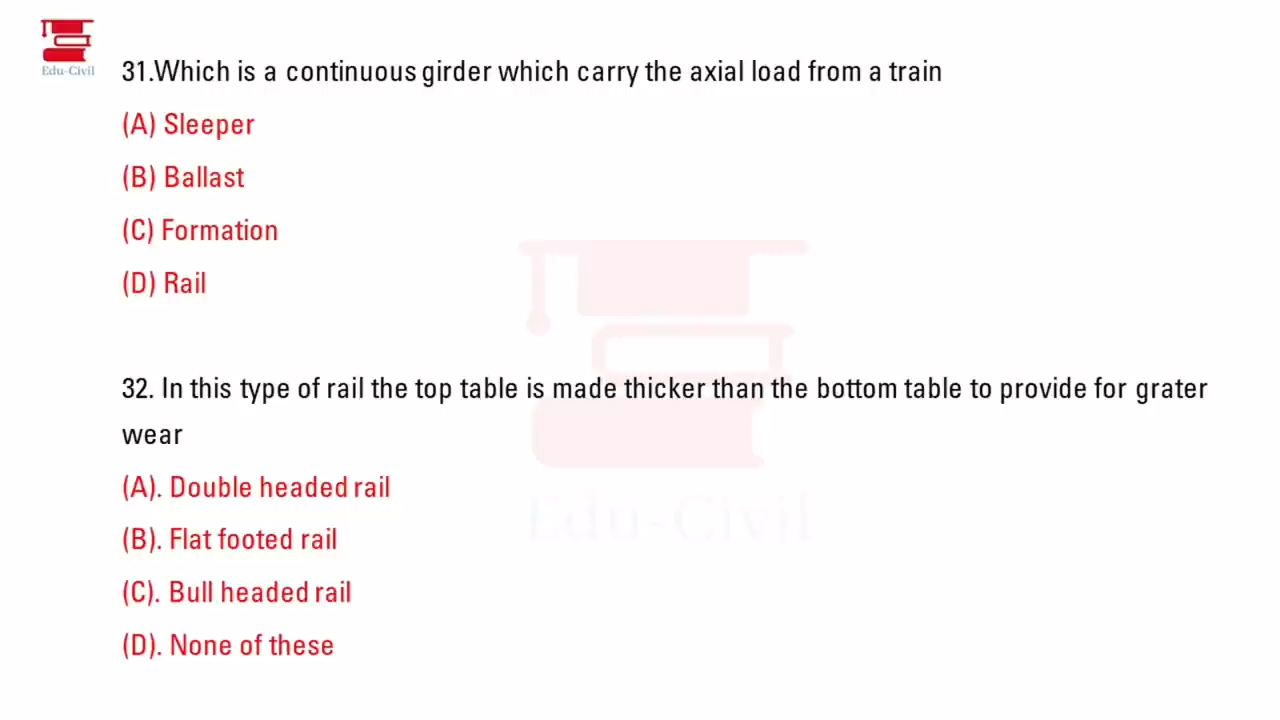 Edu-Civil
31.Which is a continuous girder which carry the axial load from a train
(A) Sleeper
(B) Ballast
(C) Formation
(D) Rail
32. In this type of rail the top table is made thicker than the bottom table to provide for grater
wear
(A). Double headed rail
(B). Flat footed rail
(C). Bull headed rail
(D). None of these
Edu-Civil